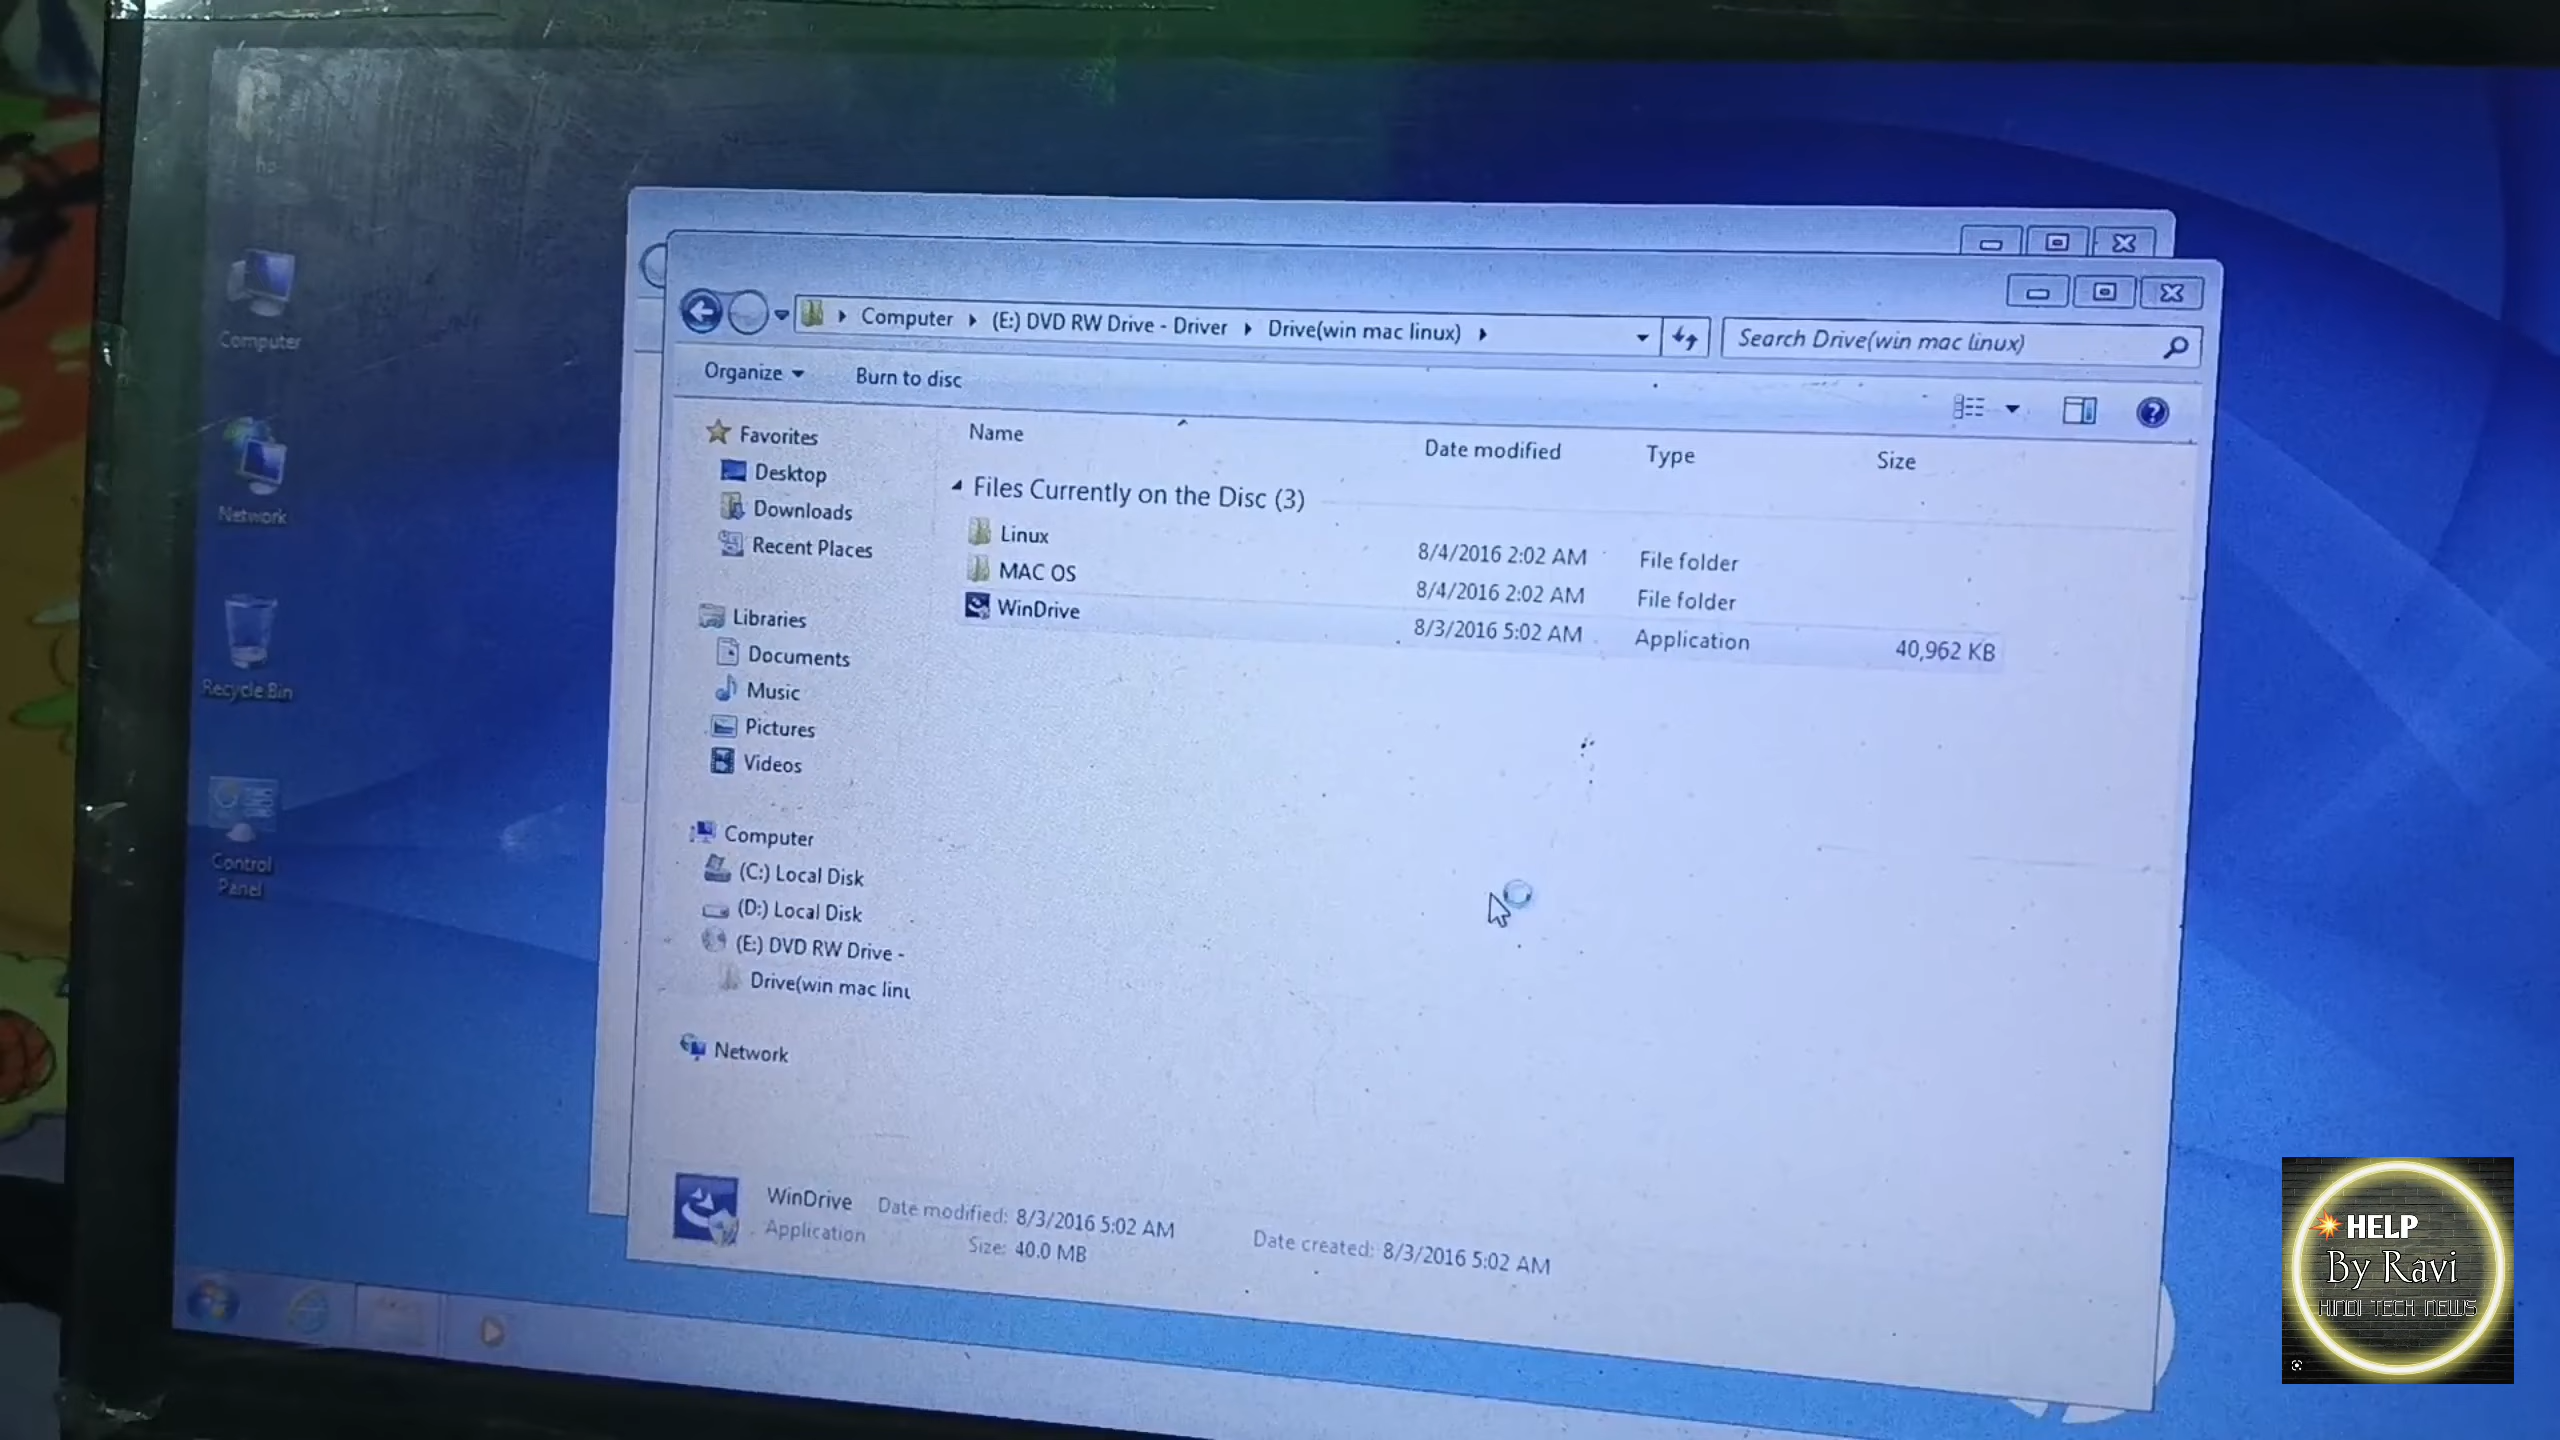 hp
Computer
Network
Recycle Bin
Control
Panel
Computer (E:) DVD RW Drive - Driver Drive(win mac linux)
Search Drive(win mac linux)
Organize
Burn to disc
Favorites
Desktop
Downloads
Recent Places
Libraries
Documents
Music
Pictures
Videos
Computer
(C:) Local Disk
(D:) Local Disk
(E:) DVD RW Drive -
Drive(win mac linu
Network
Name Date modified Type Size
Files Currently on the Disc (3)
Linux 8/4/2016 2:02 AM File folder
MAC OS 8/4/2016 2:02 AM File folder
WinDrive 8/3/2016 5:02 AM Application 40,962 KB
WinDrive Date modified: 8/3/2016 5:02 AM Date created: 8/3/2016 5:02 AM
Application Size: 40.0 MB
HELP
By Ravi
HINDI TECH NEWS